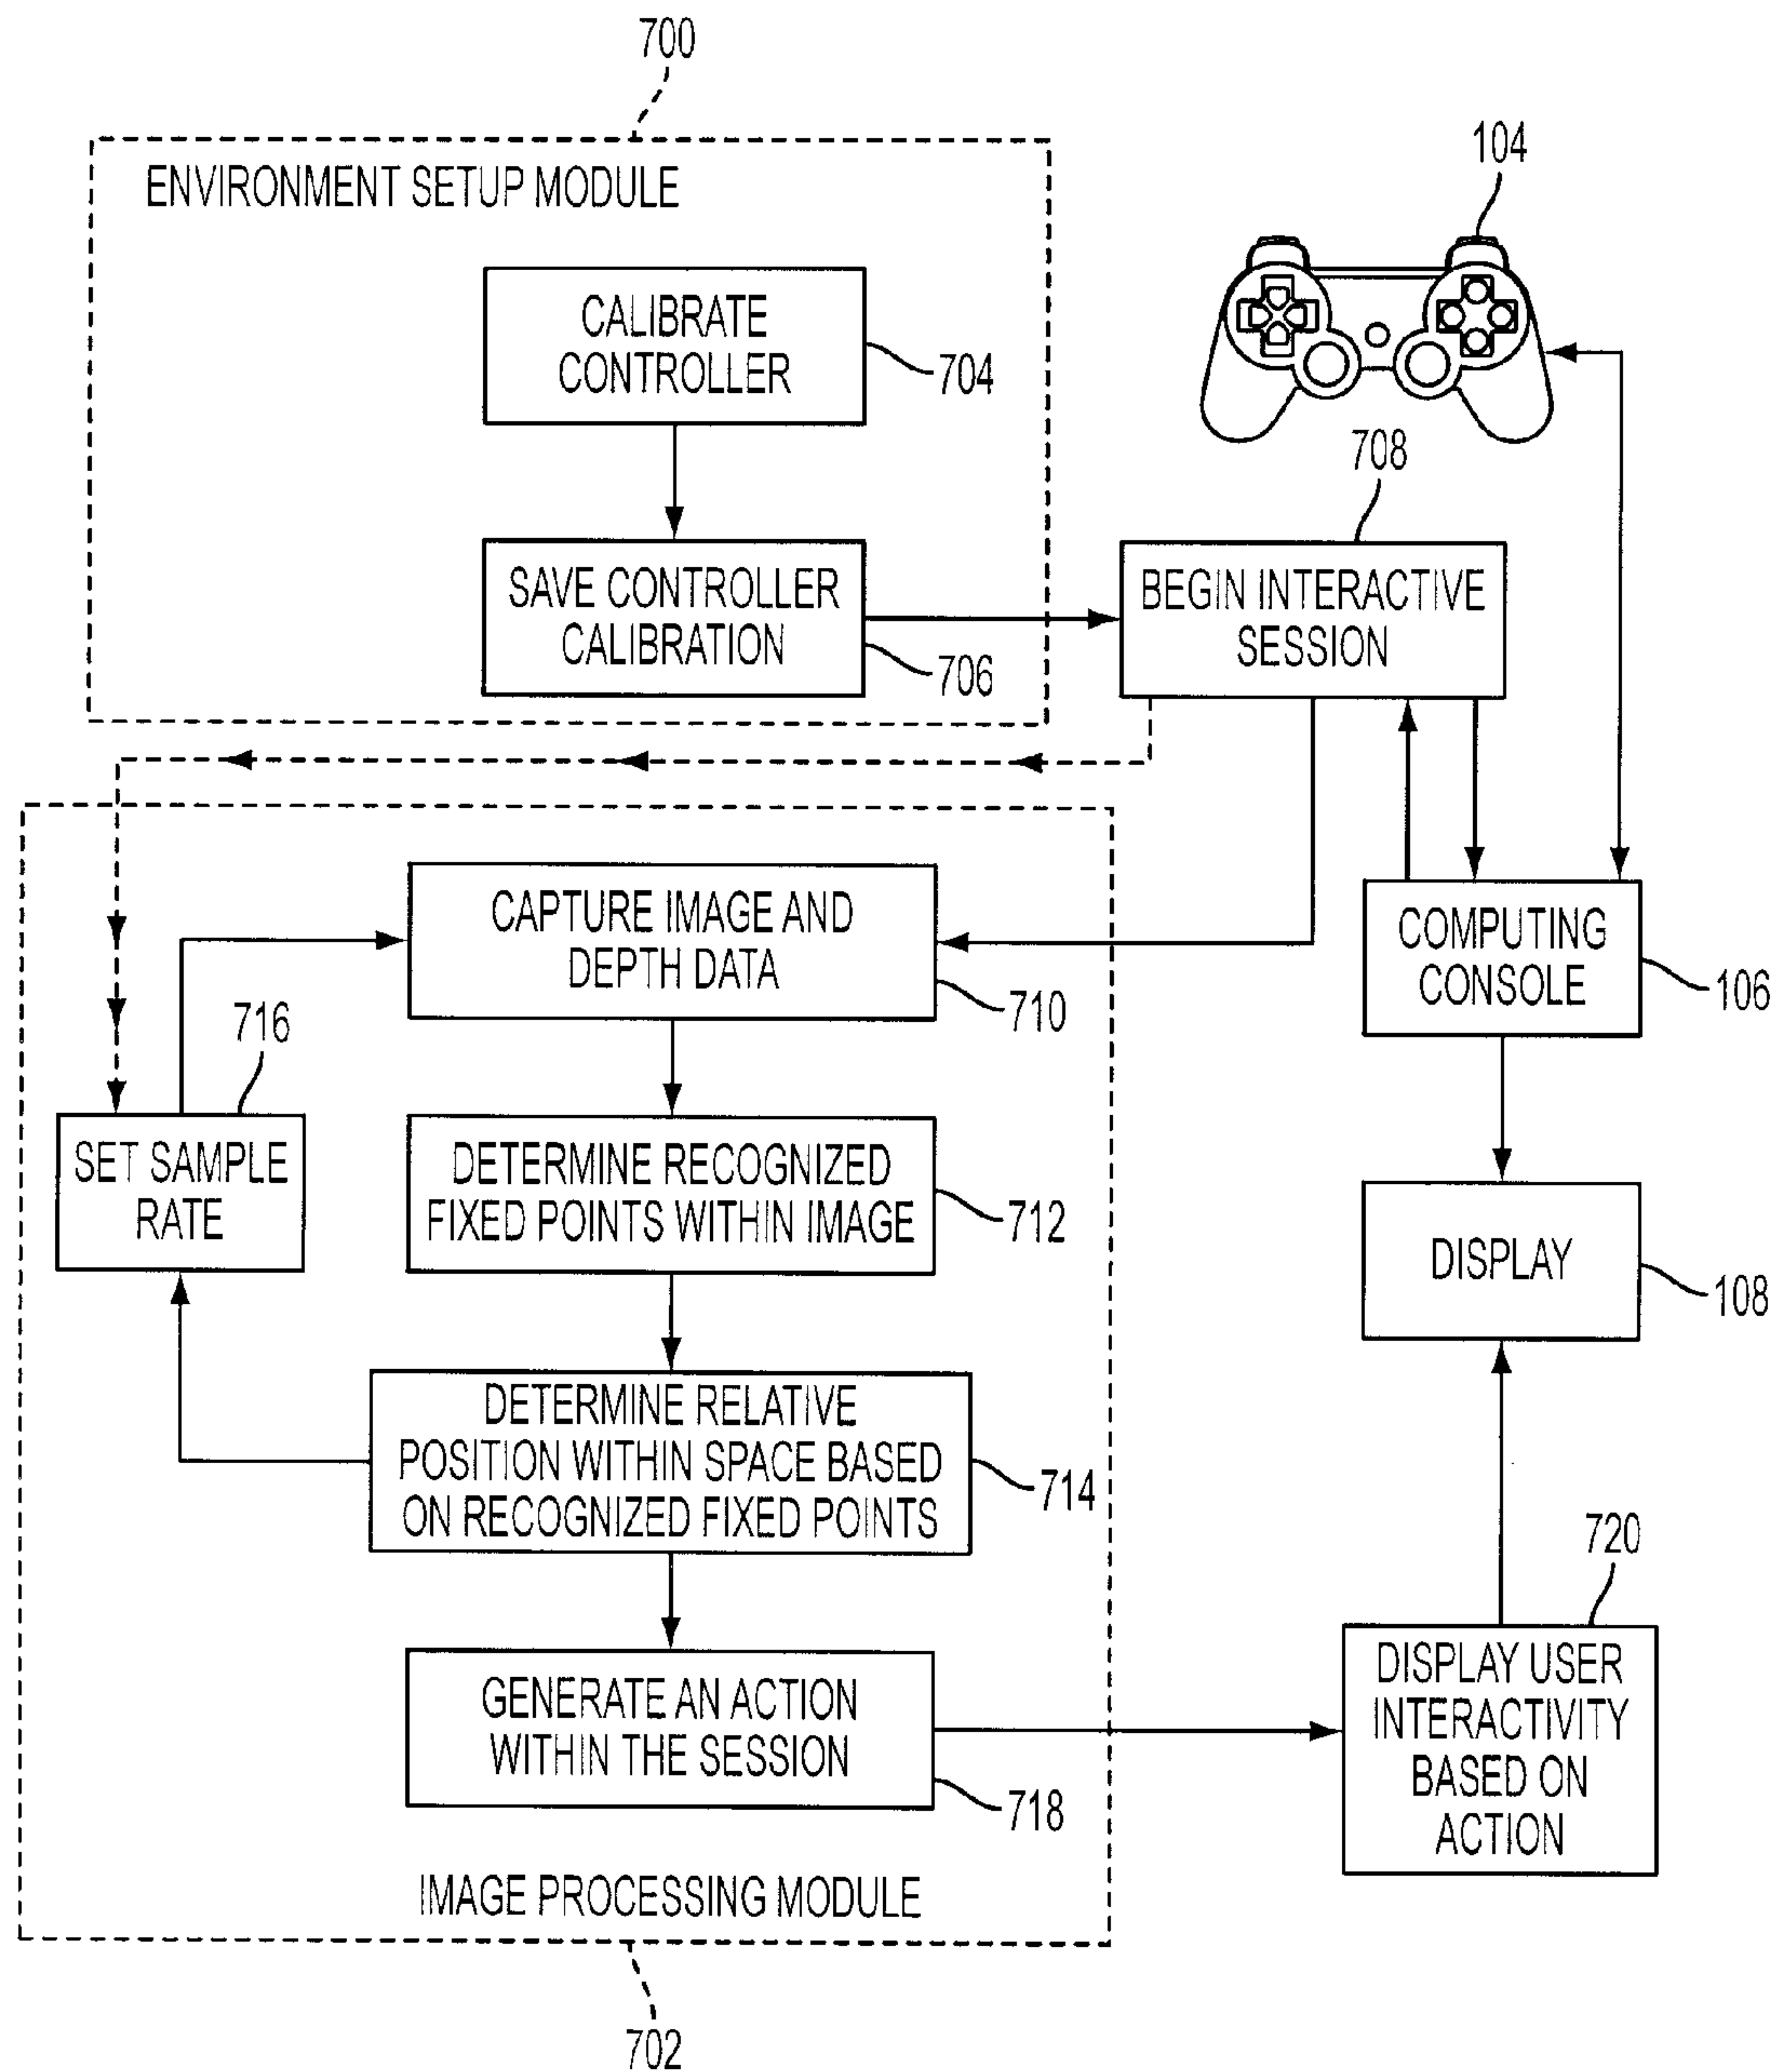 700
ENVIRONMENT SETUP MODULE
104
CALIBRATE
CONTROLLER
704
708
SAVE CONTROLLER
CALIBRATION
706
BEGIN INTERACTIVE
SESSION
CAPTURE IMAGE AND
DEPTH DATA
710
COMPUTING
CONSOLE
106
716
SET SAMPLE
RATE
DETERMINE RECOGNIZED
FIXED POINTS WITHIN IMAGE
712
DISPLAY
108
DETERMINE RELATIVE
POSITION WITHIN SPACE BASED
ON RECOGNIZED FIXED POINTS
714
720
GENERATE AN ACTION
WITHIN THE SESSION
718
DISPLAY USER
INTERACTIVITY
BASED ON
ACTION
IMAGE PROCESSING MODULE
702